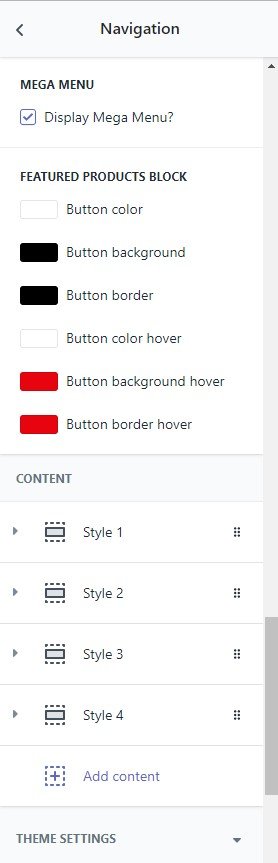 Navigation
MEGA MENU
Display Mega Menu?
FEATURED PRODUCTS BLOCK
Button color
Button background
Button border
Button color hover
Button background hover
Button border hover
CONTENT
Style 1
Style 2
Style 3
Style 4
Add content
THEME SETTINGS